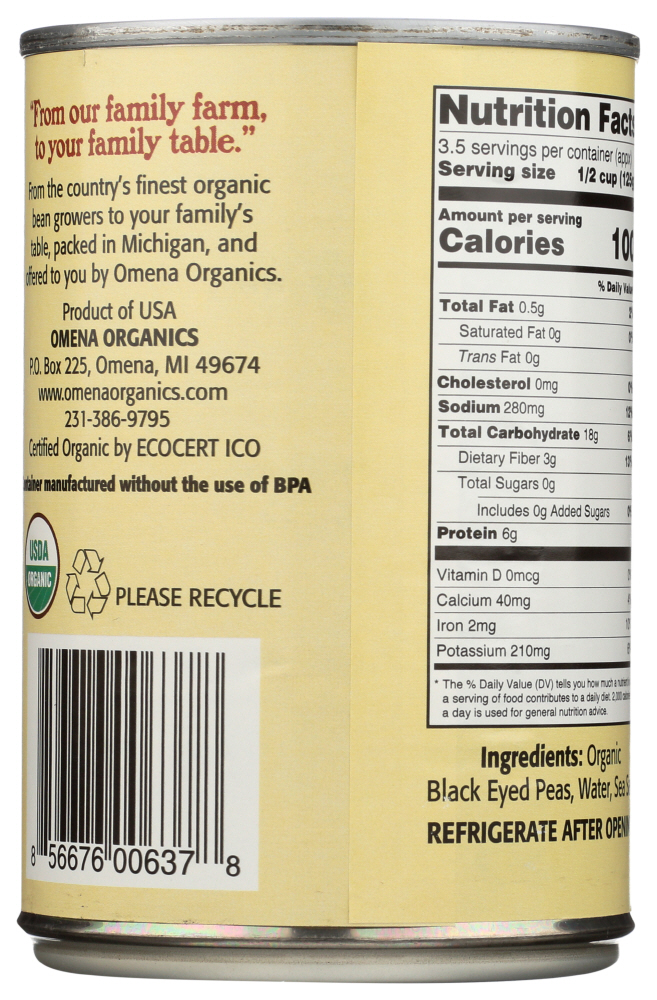 "From our family farm,
to your family table."
From the country's finest organic
bean growers to your family's
table, packed in Michigan, and
offered to you by Omena Organics.
Product of USA
OMENA ORGANICS
P.O. Box 225, Omena, MI 49674
www.omenaorganics.com
231-386-9795
Certified Organic by ECOCERT ICO
manufactured without the use of BPA
USDA
ORGANIC
PLEASE RECYCLE
8 56676 00637 8
Nutrition Facts
3.5 servings per container (appx)
Serving size 1/2 cup (125g
Amount per serving
Calories 100
% Daily Value
Total Fat 0.5g
Saturated Fat 0g
Trans Fat 0g
Cholesterol 0mg
Sodium 280mg
Total Carbohydrate 18g
Dietary Fiber 3g
Total Sugars 0g
Includes 0g Added Sugars
Protein 6g
Vitamin D 0mcg
Calcium 40mg
Iron 2mg
Potassium 210mg
* The % Daily Value (DV) tells you how much a nutrient
a serving of food contributes to a daily diet. 2,000 calories
a day is used for general nutrition advice.
Ingredients: Organic
Black Eyed Peas, Water, Sea
REFRIGERATE AFTER OPENING